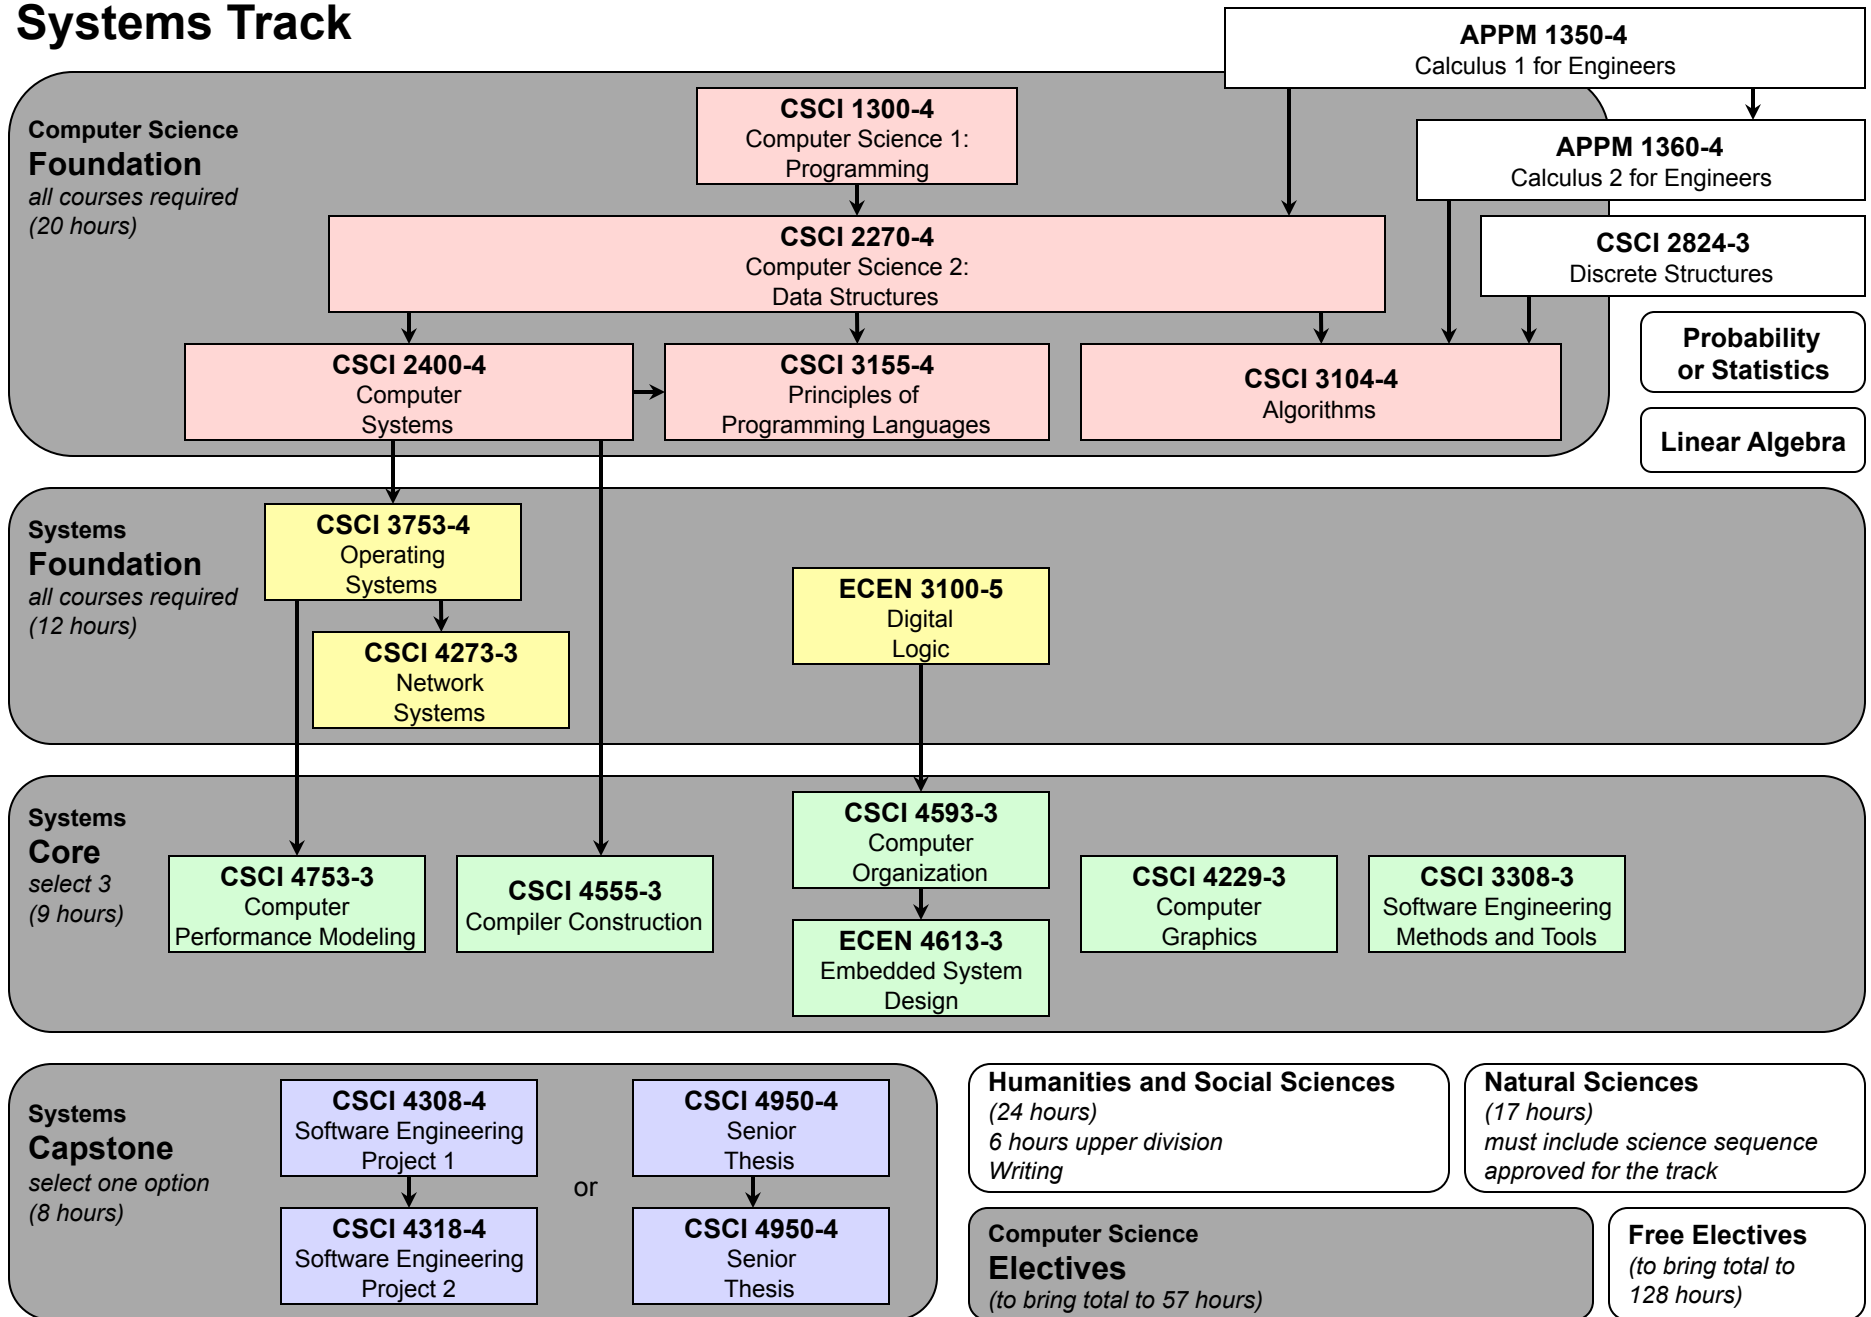 Systems Track
APPM 1350-4
Calculus 1 for Engineers
Computer Science
Foundation
all courses required
(20 hours)
CSCI 1300-4
Computer Science 1:
Programming
APPM 1360-4
Calculus 2 for Engineers
CSCI 2270-4
Computer Science 2:
Data Structures
CSCI 2824-3
Discrete Structures
CSCI 2400-4
Computer
Systems
CSCI 3155-4
Principles of
Programming Languages
CSCI 3104-4
Algorithms
Probability
or Statistics
Linear Algebra
Systems
Foundation
all courses required
(12 hours)
CSCI 3753-4
Operating
Systems
CSCI 4273-3
Network
Systems
ECEN 3100-5
Digital
Logic
Systems
Core
select 3
(9 hours)
CSCI 4753-3
Computer
Performance Modeling
CSCI 4555-3
Compiler Construction
CSCI 4593-3
Computer
Organization
ECEN 4613-3
Embedded System
Design
CSCI 4229-3
Computer
Graphics
CSCI 3308-3
Software Engineering
Methods and Tools
Systems
Capstone
select one option
(8 hours)
CSCI 4308-4
Software Engineering
Project 1
CSCI 4318-4
Software Engineering
Project 2
or
CSCI 4950-4
Senior
Thesis
CSCI 4950-4
Senior
Thesis
Humanities and Social Sciences
(24 hours)
6 hours upper division
Writing
Natural Sciences
(17 hours)
must include science sequence
approved for the track
Computer Science
Electives
(to bring total to 57 hours)
Free Electives
(to bring total to
128 hours)